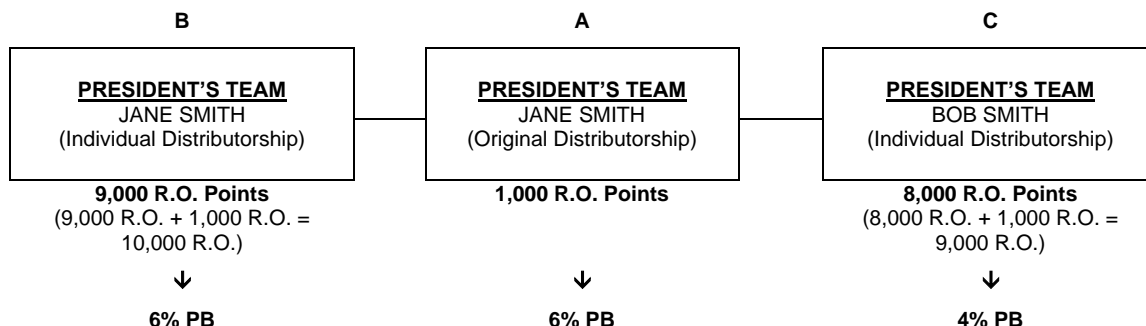 B
PRESIDENT'S TEAM
JANE SMITH
(Individual Distributorship)
9,000 R.O. Points
(9,000 R.O. + 1,000 R.O. =
10,000 R.O.)
↓
6% PB
A
PRESIDENT'S TEAM
JANE SMITH
(Original Distributorship)
1,000 R.O. Points
↓
6% PB
C
PRESIDENT'S TEAM
BOB SMITH
(Individual Distributorship)
8,000 R.O. Points
(8,000 R.O. + 1,000 R.O. =
9,000 R.O.)
↓
4% PB